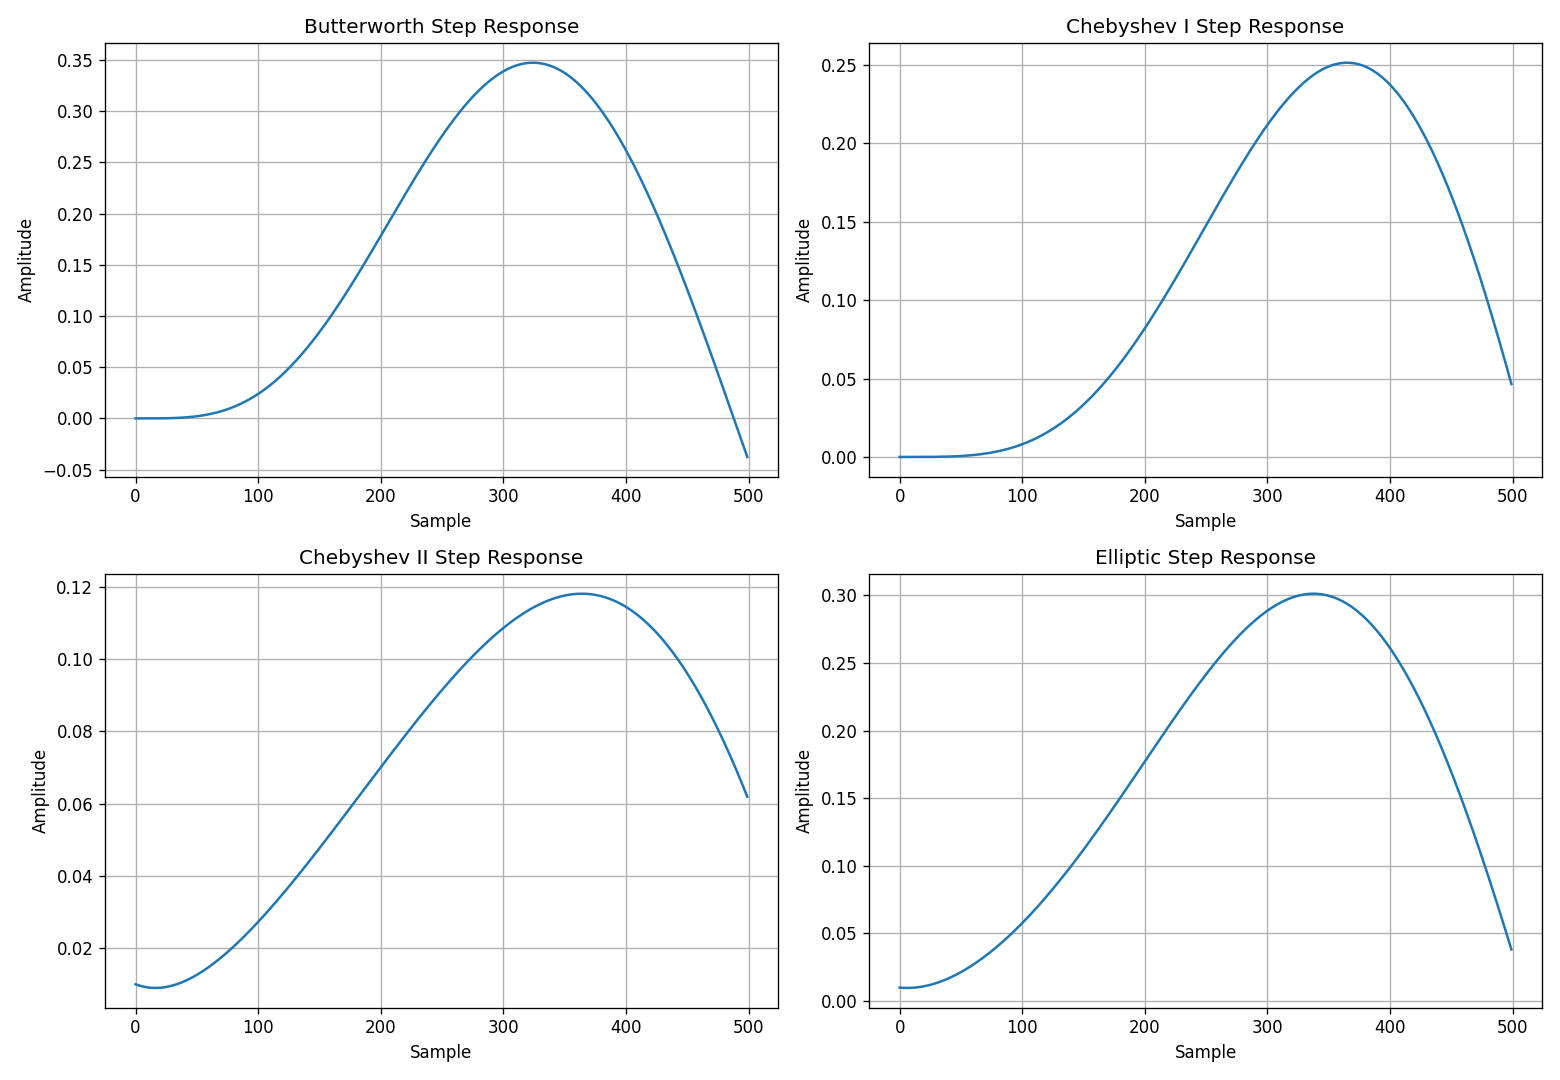 Butterworth Step Response
0.35
0.30
0.25
0.20
0.15
0.10
0.05
0.00
−0.05
Amplitude
0 100 200 300 400 500
Sample
Chebyshev I Step Response
0.25
0.20
0.15
0.10
0.05
0.00
Amplitude
0 100 200 300 400 500
Sample
Chebyshev II Step Response
0.12
0.10
0.08
0.06
0.04
0.02
Amplitude
0 100 200 300 400 500
Sample
Elliptic Step Response
0.30
0.25
0.20
0.15
0.10
0.05
0.00
Amplitude
0 100 200 300 400 500
Sample